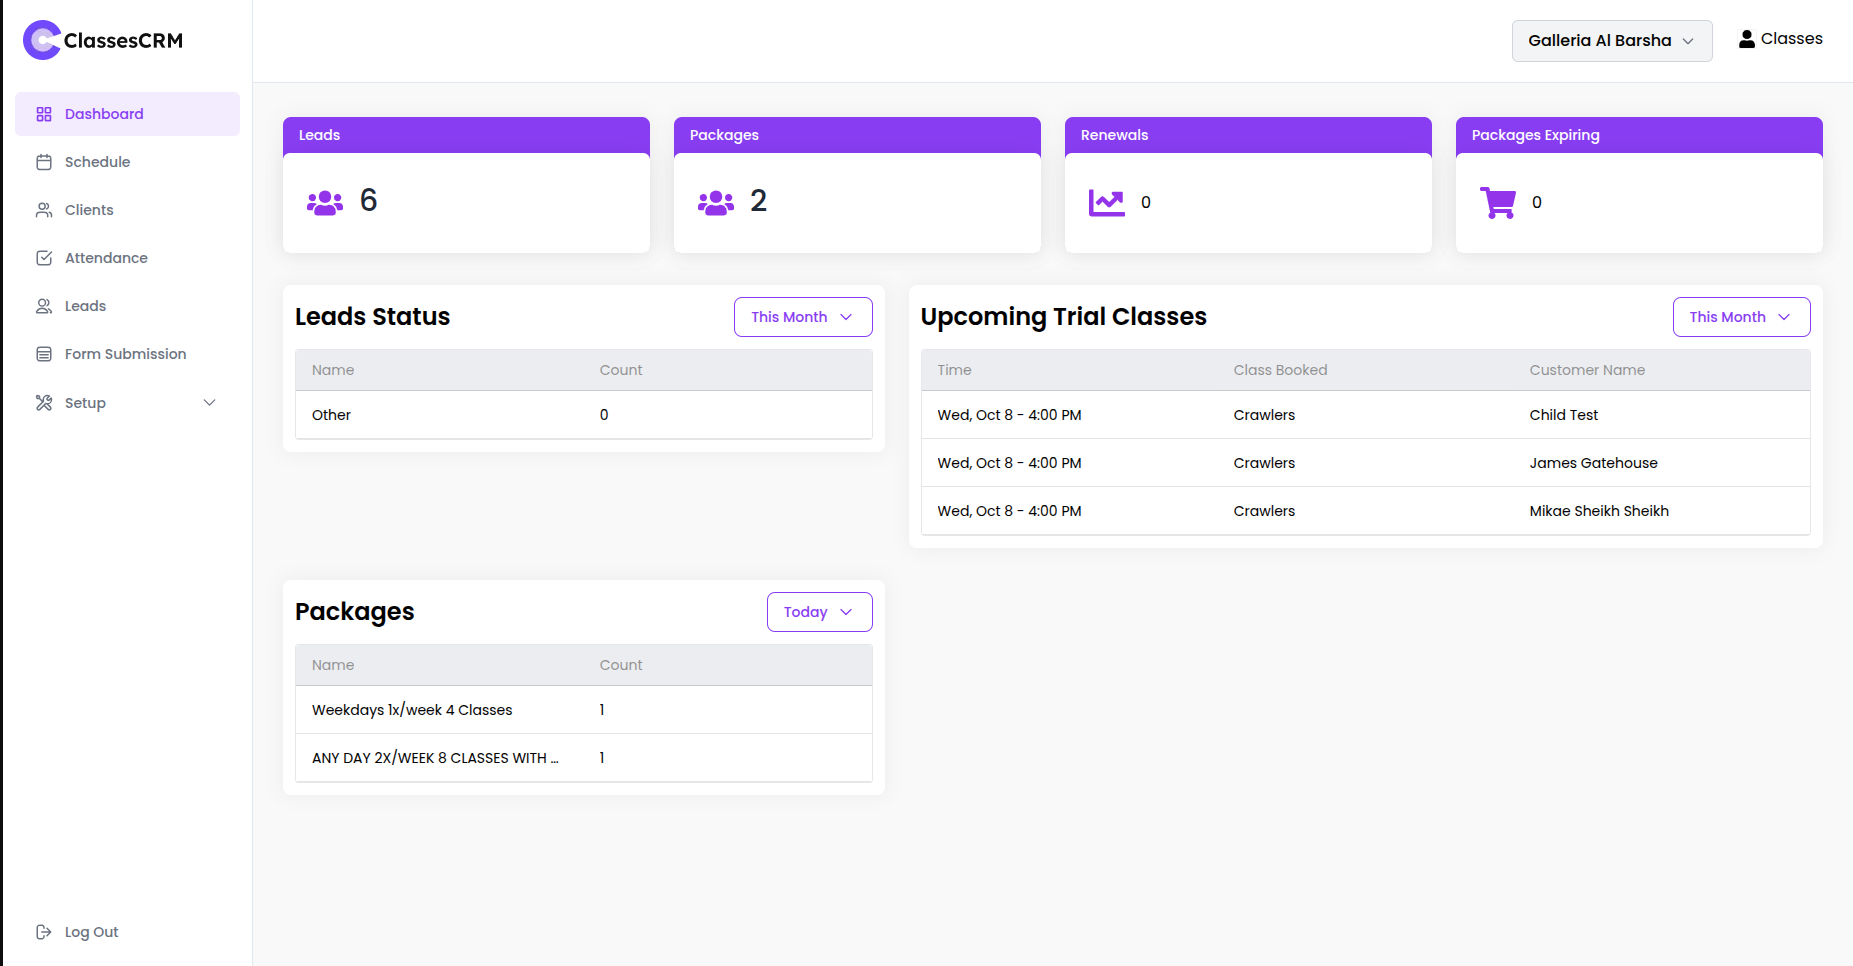 ClassesCRM
Galleria Al Barsha
Classes
Dashboard
Schedule
Clients
Attendance
Leads
Form Submission
Setup
Log Out
Leads
6
Packages
2
Renewals
0
Packages Expiring
0
Leads Status
This Month
Name Count
Other 0
Upcoming Trial Classes
This Month
Time Class Booked Customer Name
Wed, Oct 8 - 4:00 PM Crawlers Child Test
Wed, Oct 8 - 4:00 PM Crawlers James Gatehouse
Wed, Oct 8 - 4:00 PM Crawlers Mikae Sheikh Sheikh
Packages
Today
Name Count
Weekdays 1x/week 4 Classes 1
ANY DAY 2X/WEEK 8 CLASSES WITH ... 1